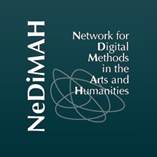 NeDiMAH
Network for
Digital
Methods
in the
Arts and
Humanities